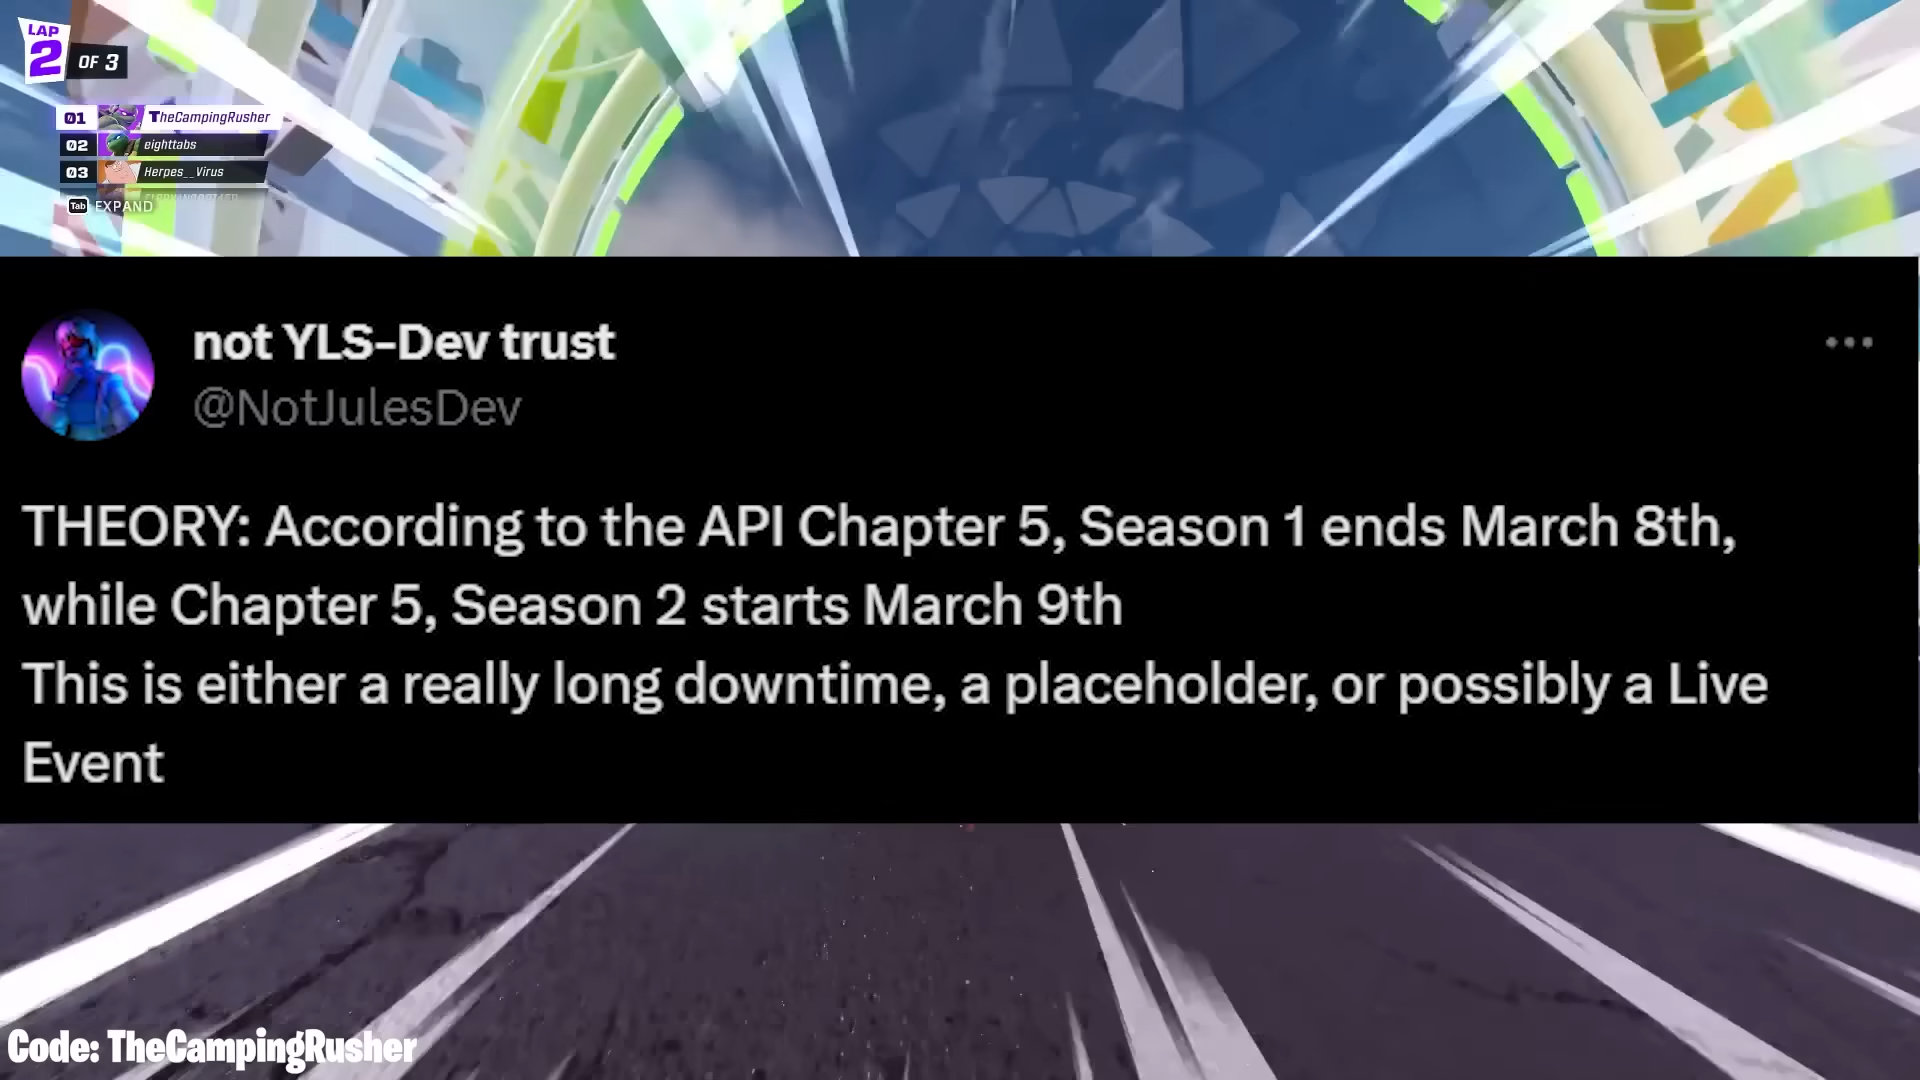 LAP
2 OF 3
01 TheCampingRusher
02 eighttabs
03 Herpes__Virus
Tab EXPAND
not YLS-Dev trust
@NotJulesDev
THEORY: According to the API Chapter 5, Season 1 ends March 8th,
while Chapter 5, Season 2 starts March 9th
This is either a really long downtime, a placeholder, or possibly a Live
Event
Code: TheCampingRusher